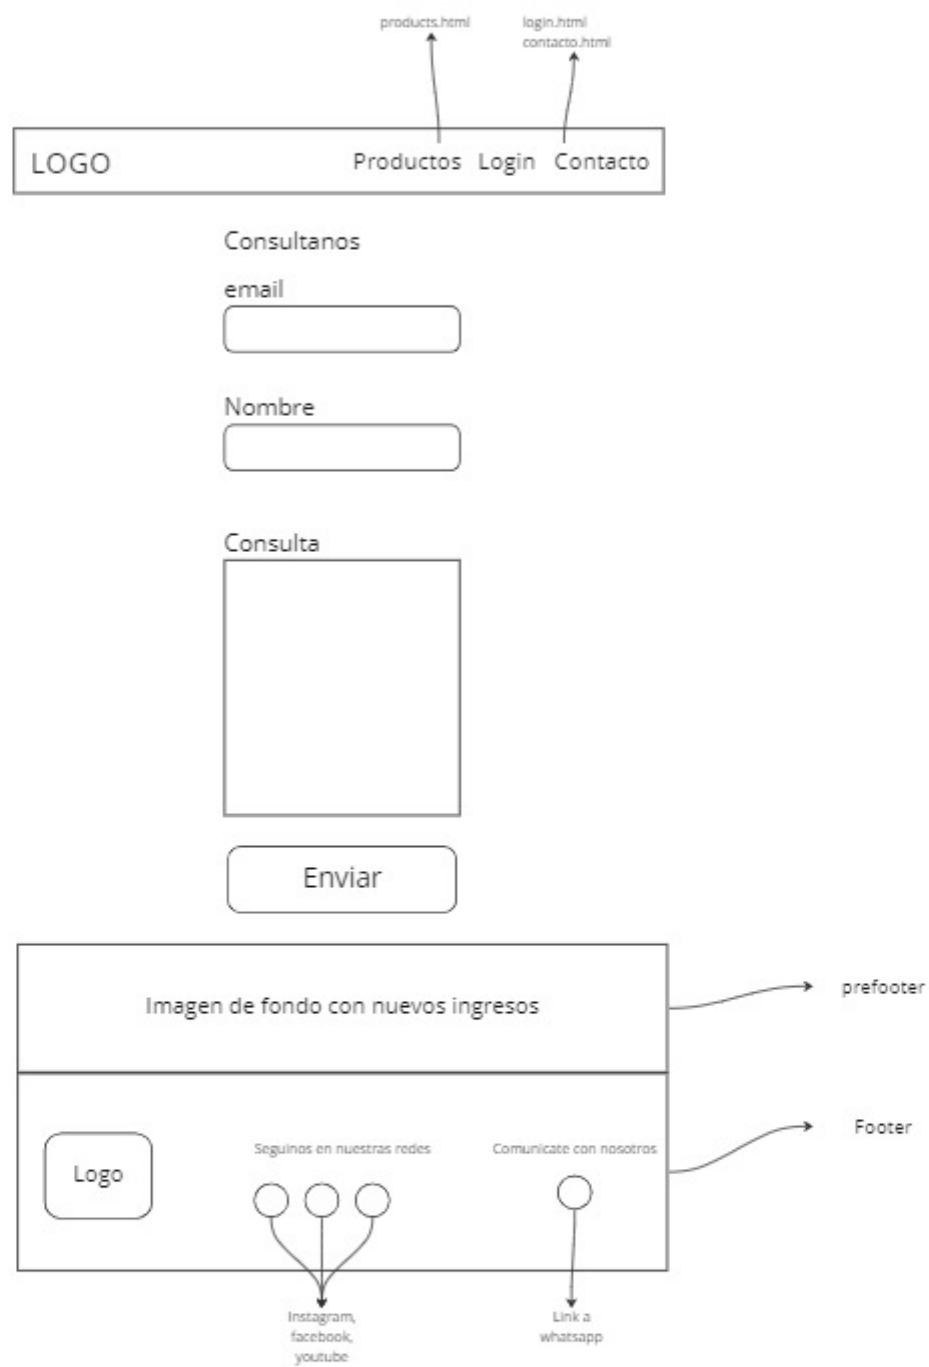 products.html
login.html
contacto.html
LOGO
Productos
Login
Contacto
Consultanos
email
Nombre
Consulta
Enviar
Imagen de fondo con nuevos ingresos
prefooter
Footer
Logo
Seguinos en nuestras redes
Comunicate con nosotros
Instagram,
facebook,
youtube
Link a
whatsapp